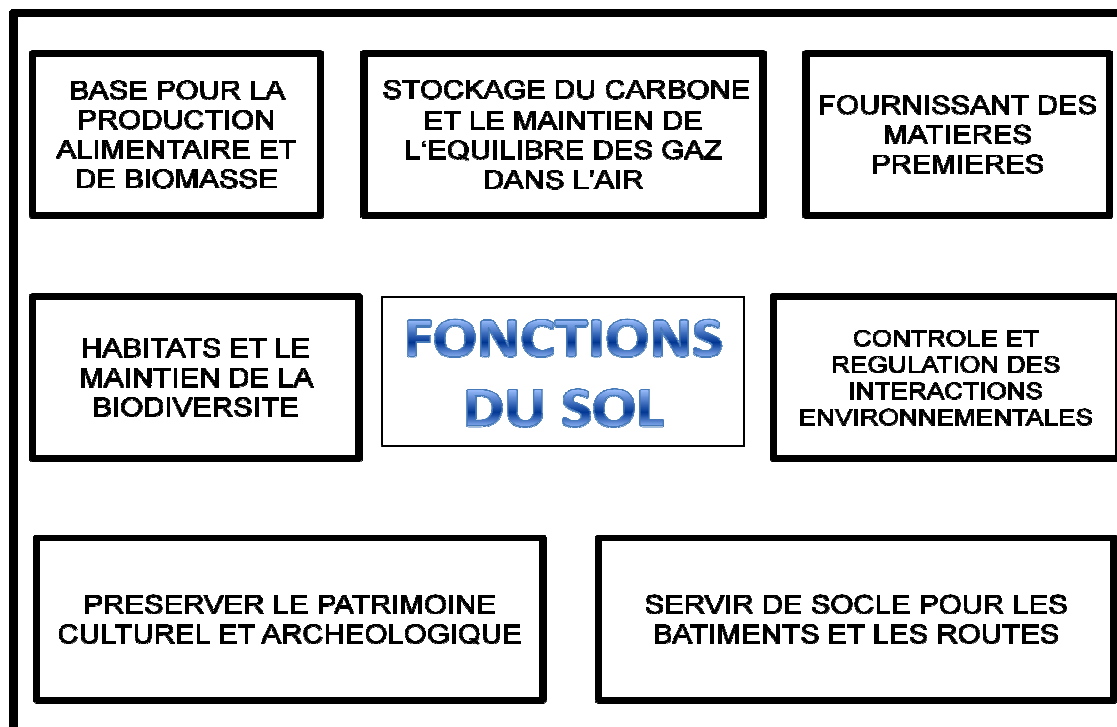 BASE POUR LA
PRODUCTION
ALIMENTAIRE ET
DE BIOMASSE
STOCKAGE DU CARBONE
ET LE MAINTIEN DE
L‘EQUILIBRE DES GAZ
DANS L'AIR
FOURNISSANT DES
MATIERES
PREMIERES
HABITATS ET LE
MAINTIEN DE LA
BIODIVERSITE
FONCTIONS
DU SOL
CONTROLE ET
REGULATION DES
INTERACTIONS
ENVIRONNEMENTALES
PRESERVER LE PATRIMOINE
CULTUREL ET ARCHEOLOGIQUE
SERVIR DE SOCLE POUR LES
BATIMENTS ET LES ROUTES